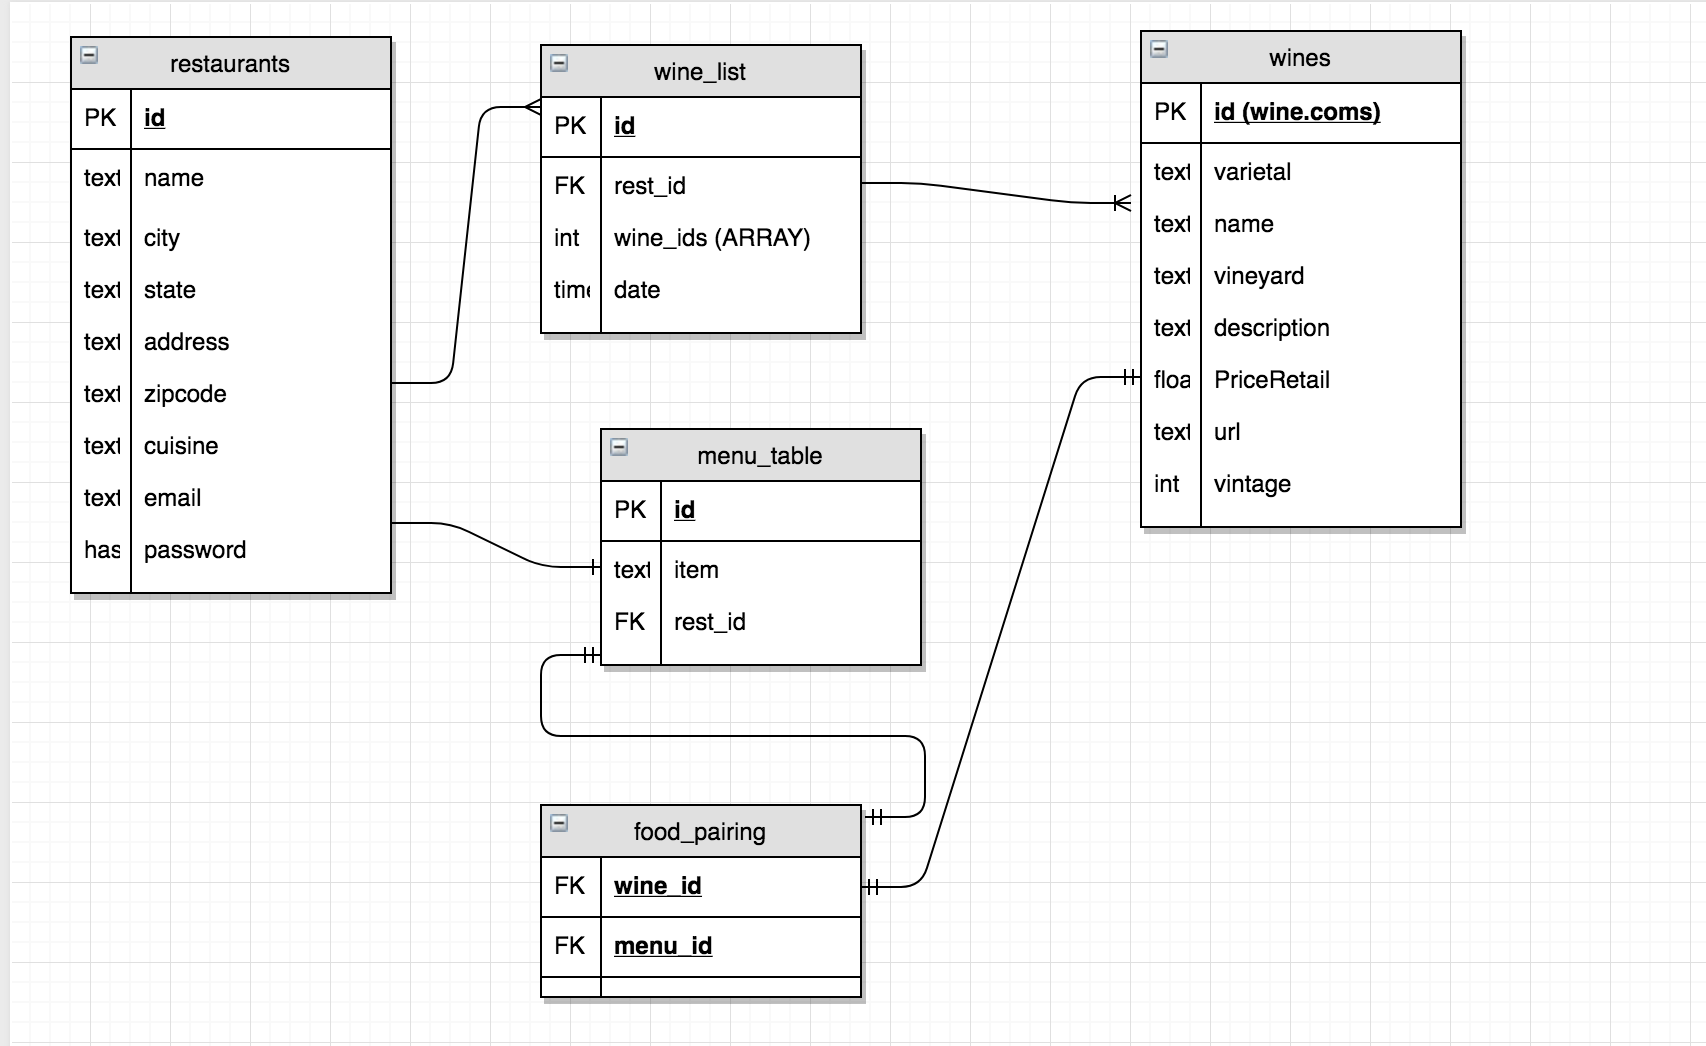 restaurants
PK id
text name
text city
text state
text address
text zipcode
text cuisine
text email
has password
wine_list
PK id
FK rest_id
int wine_ids (ARRAY)
time date
menu_table
PK id
text item
FK rest_id
food_pairing
FK wine_id
FK menu_id
wines
PK id (wine.coms)
text varietal
text name
text vineyard
text description
floa PriceRetail
text url
int vintage